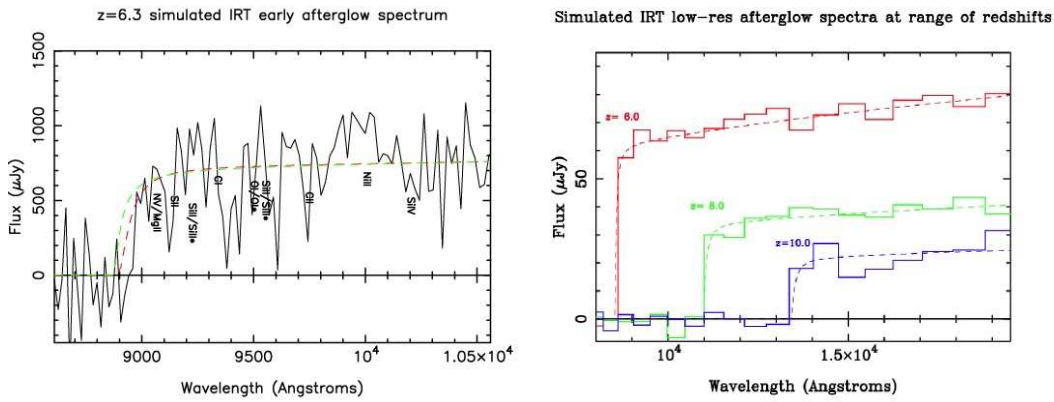 z=6.3 simulated IRT early afterglow spectrum
1500
1000
500
0
Flux (μJy)
NV/MgII
SII
SiII/SiII*
CI
OI/OI*
SiII/SiII*
CII
NiII
SiIV
9000
9500
10⁴
1.05×10⁴
Wavelength (Angstroms)
Simulated IRT low-res afterglow spectra at range of redshifts
z= 6.0
z= 8.0
z=10.0
50
0
Flux (μJy)
10⁴
1.5×10⁴
Wavelength (Angstroms)